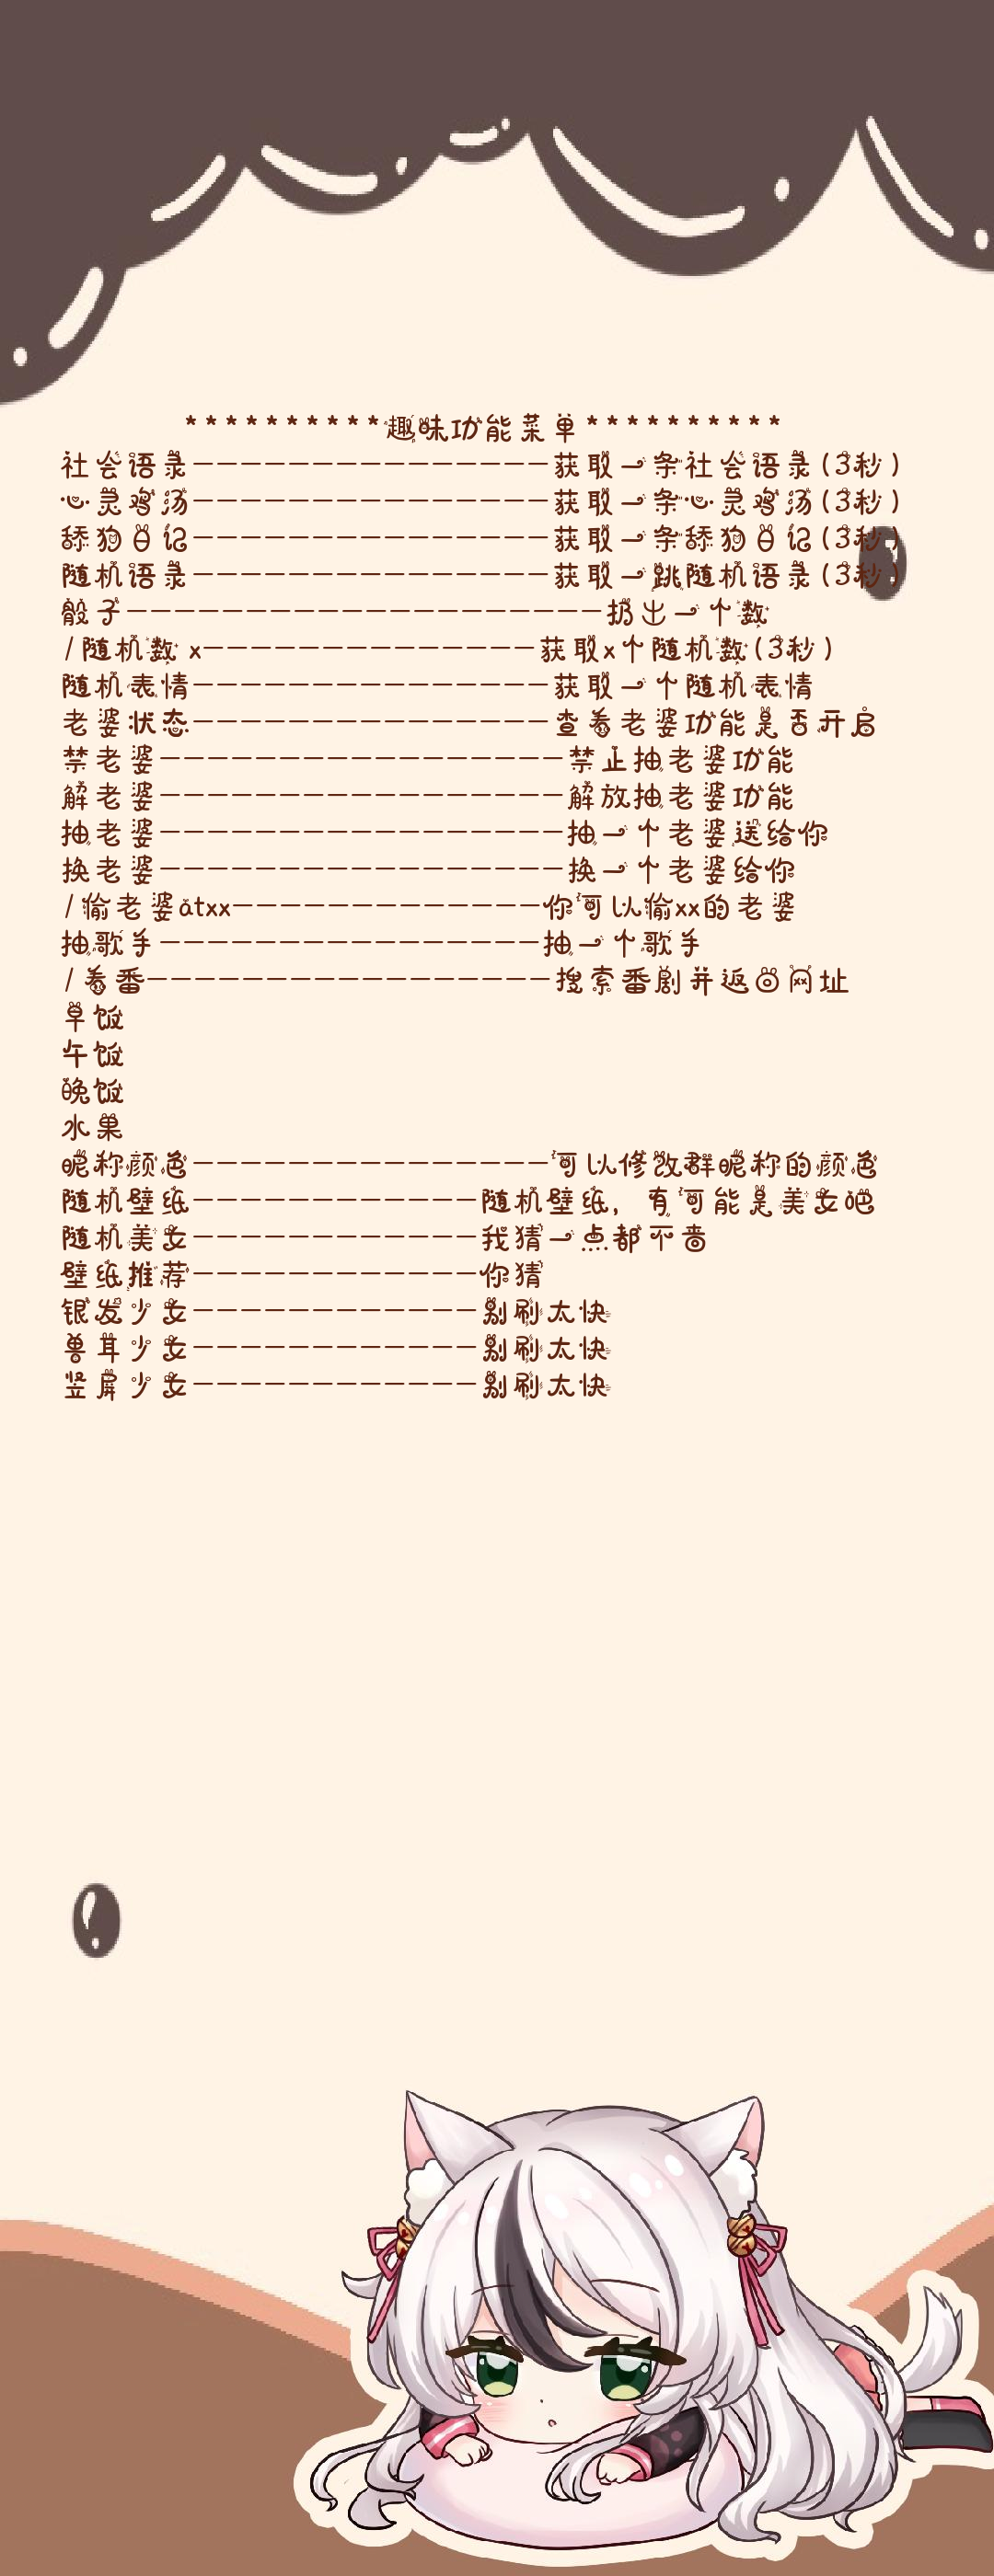 **********趣味功能菜单**********
社会语录----------------获取一条社会语录(3秒)
心灵鸡汤----------------获取一条心灵鸡汤(3秒)
舔狗日记----------------获取一条舔狗日记(3秒)
随机语录----------------获取一跳随机语录(3秒)
骰子---------------------扔出一个数
/随机数 x---------------获取x个随机数(3秒)
随机表情----------------获取一个随机表情
老婆状态----------------查看老婆功能是否开启
禁老婆------------------禁止抽老婆功能
解老婆------------------解放抽老婆功能
抽老婆------------------抽一个老婆送给你
换老婆------------------换一个老婆给你
/偷老婆atxx--------------你可以偷xx的老婆
抽歌手-----------------抽一个歌手
/看番------------------搜索番剧并返回网址
早饭
午饭
晚饭
水果
昵称颜色----------------可以修改群昵称的颜色
随机壁纸-------------随机壁纸，有可能是美女吧
随机美女-------------我猜一点都不啬
壁纸推荐-------------你猜
银发少女-------------别刷太快
兽耳少女-------------别刷太快
竖屏少女-------------别刷太快